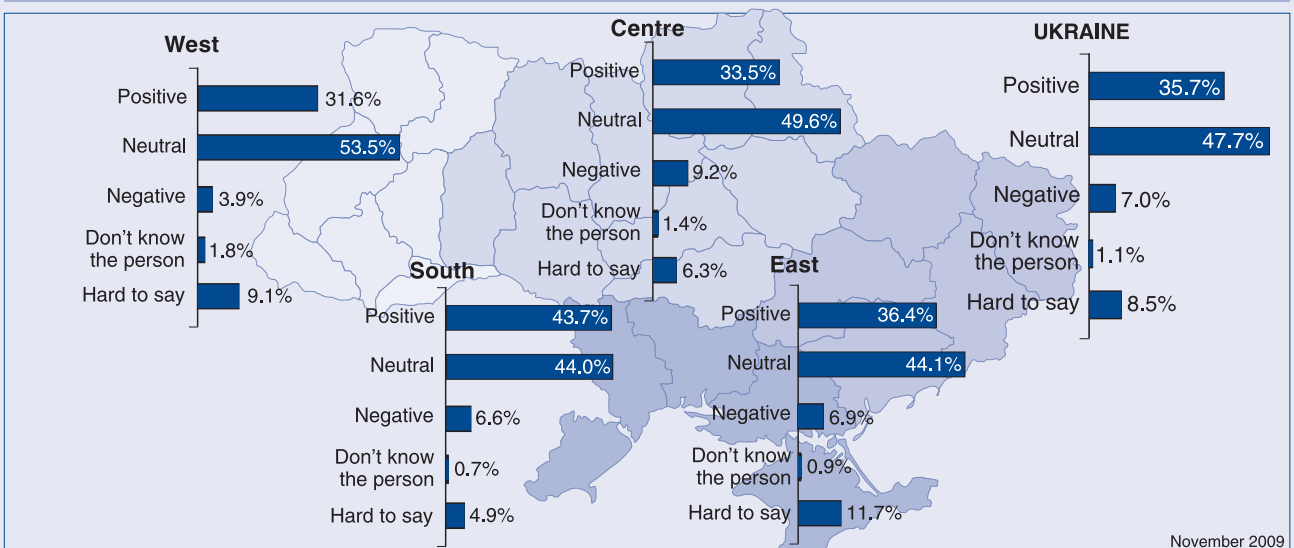 West
Positive 31.6%
Neutral 53.5%
Negative 3.9%
Don't know
the person 1.8%
Hard to say 9.1%
Centre
Positive 33.5%
Neutral 49.6%
Negative 9.2%
Don't know
the person 1.4%
Hard to say 6.3%
UKRAINE
Positive 35.7%
Neutral 47.7%
Negative 7.0%
Don't know
the person 1.1%
Hard to say 8.5%
South
Positive 43.7%
Neutral 44.0%
Negative 6.6%
Don't know
the person 0.7%
Hard to say 4.9%
East
Positive 36.4%
Neutral 44.1%
Negative 6.9%
Don't know
the person 0.9%
Hard to say 11.7%
November 2009